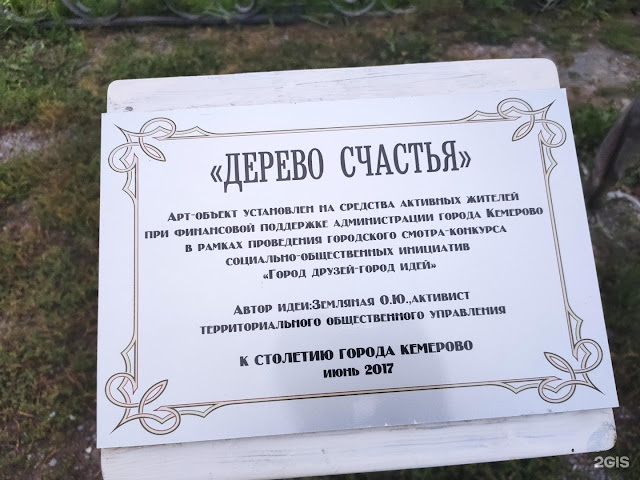 «ДЕРЕВО СЧАСТЬЯ»
Арт-объект установлен на средства активных жителей
при финансовой поддержке администрации города Кемерово
в рамках проведения городского смотра-конкурса
социально-общественных инициатив
«Город друзей-город идей»
Автор идеи:Земляная О.Ю.,активист
территориального общественного управления
к столетию города Кемерово
июнь 2017
2GIS